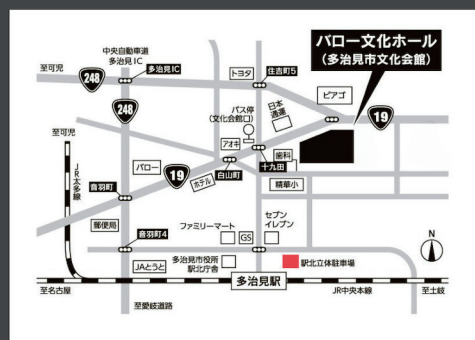 バロー文化ホール
(多治見市文化会館)
至可児
中央自動車道
多治見IC
多治見IC
248
248
トヨタ
住吉町5
ピアゴ
19
日本通運
バス停
(文化会館口)
至可児
JR太多線
バロー
19
アオキ
十九田
歯科
白山町
ホテル
精華小
音羽町
郵便局
音羽町4
ファミリーマート
GS
セブン
イレブン
N
JAとうと
多治見市役所
駅北庁舎
駅北立体駐車場
多治見駅
至名古屋
JR中央本線
至土岐
至愛岐道路